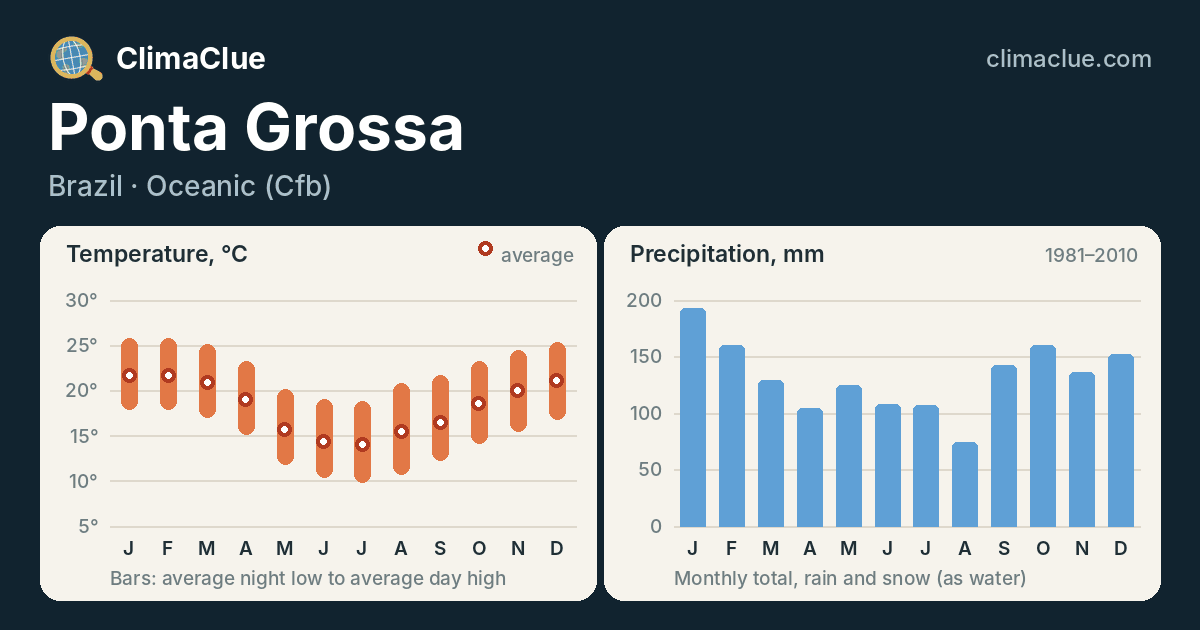 ClimaClue
climaclue.com
Ponta Grossa
Brazil · Oceanic (Cfb)
Temperature, °C
average
30°
25°
20°
15°
10°
5°
J F M A M J J A S O N D
Bars: average night low to average day high
Precipitation, mm
1981–2010
200
150
100
50
0
J F M A M J J A S O N D
Monthly total, rain and snow (as water)